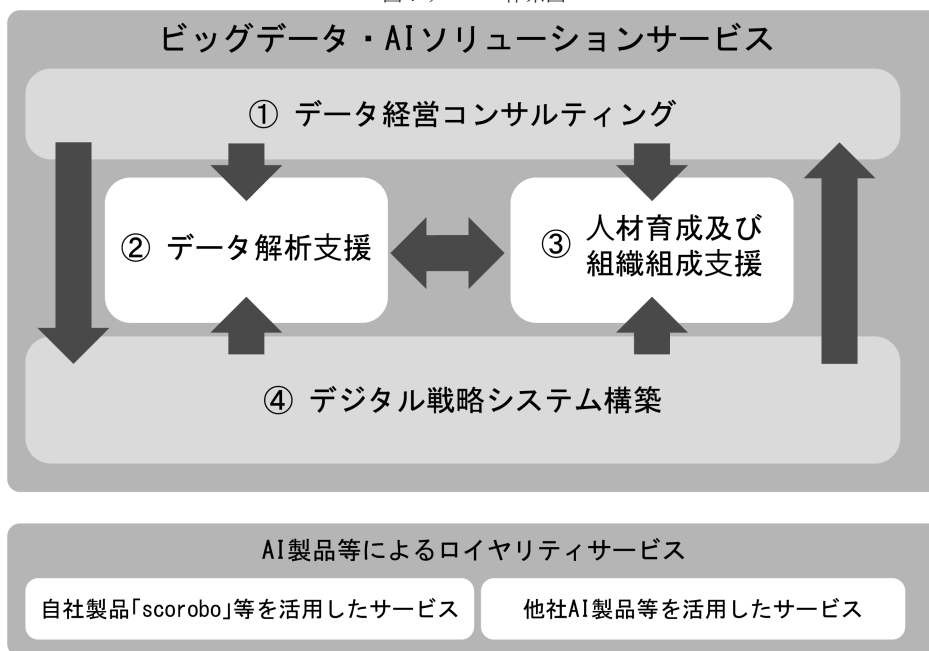 ビッグデータ・AIソリューションサービス
① データ経営コンサルティング
② データ解析支援
③ 人材育成及び
組織組成支援
④ デジタル戦略システム構築
AI製品等によるロイヤリティサービス
自社製品｢scorobo｣等を活用したサービス
他社AI製品等を活用したサービス